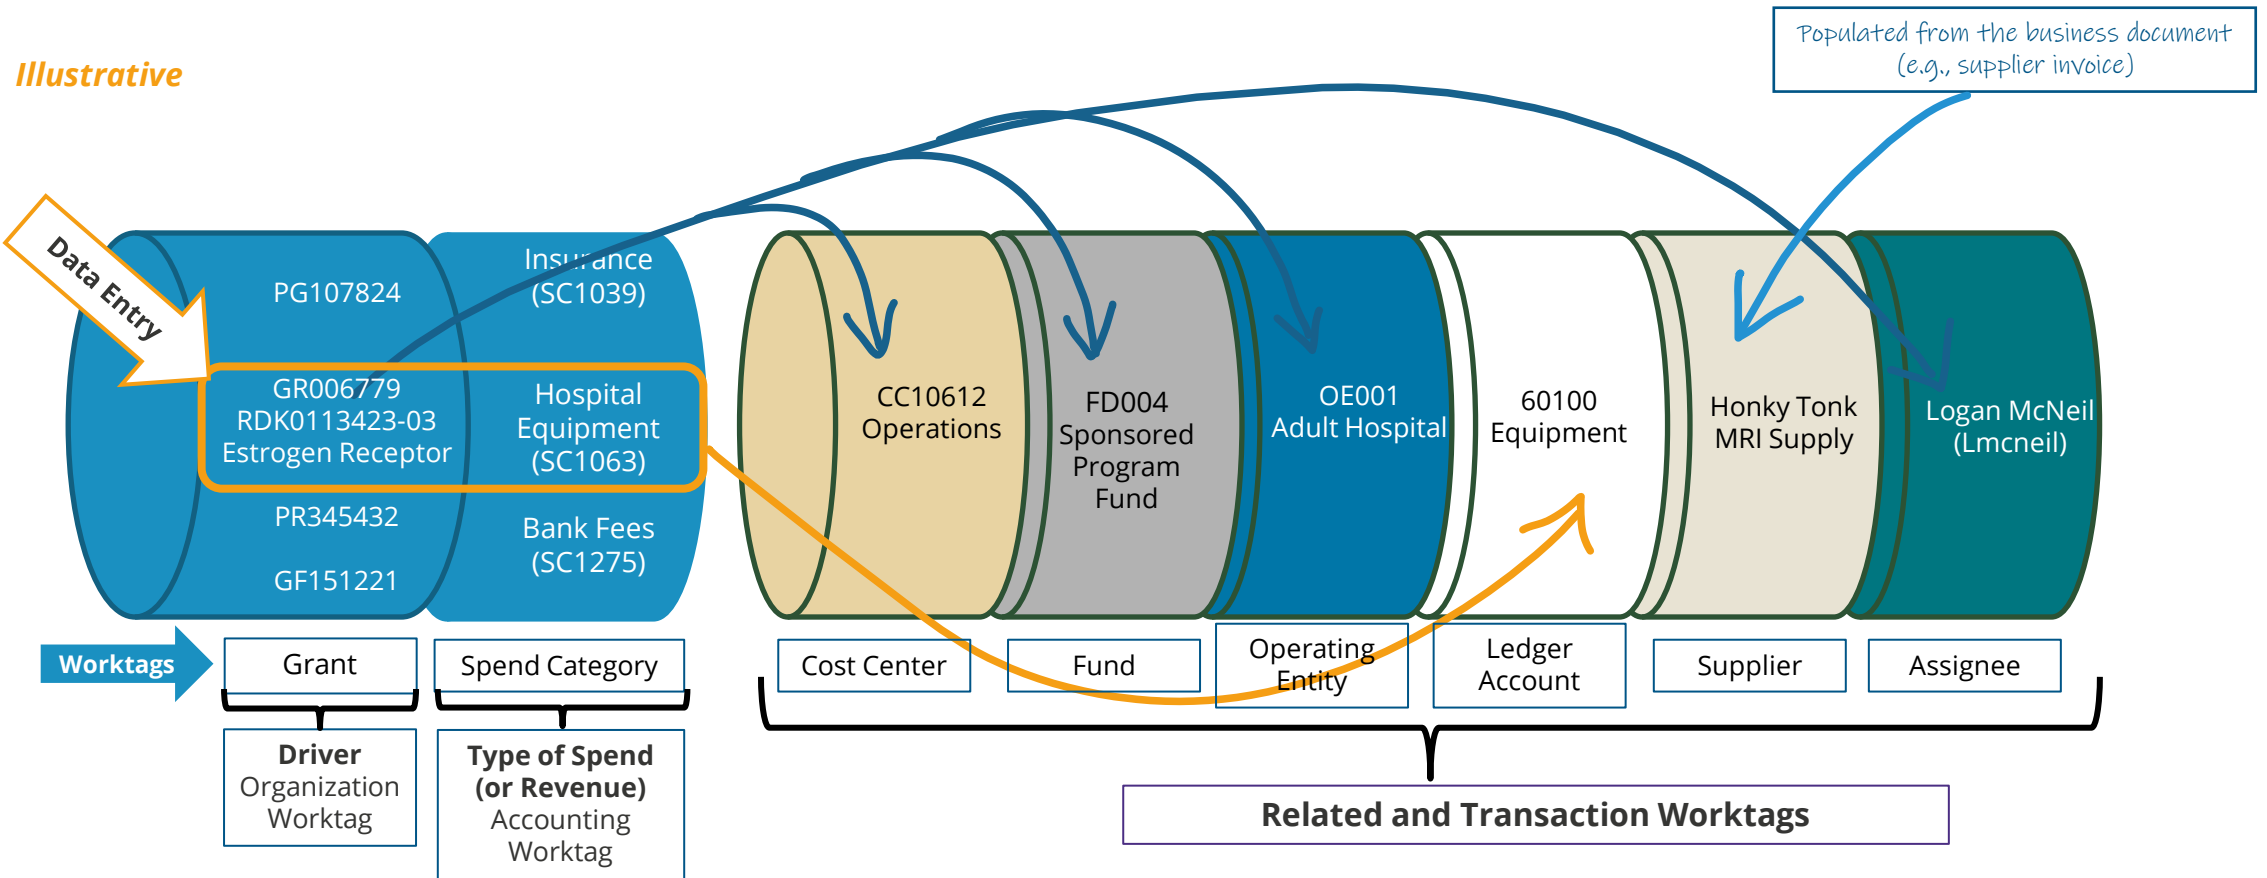 Populated from the business document
(e.g., supplier invoice)
Illustrative
Data Entry
PG107824
GR006779
RDK0113423-03
Estrogen Receptor
PR345432
GF151221
Insurance
(SC1039)
Hospital
Equipment
(SC1063)
Bank Fees
(SC1275)
CC10612
Operations
FD004
Sponsored
Program
Fund
OE001
Adult Hospital
60100
Equipment
Honky Tonk
MRI Supply
Logan McNeil
(Lmcneil)
Worktags
Grant
Spend Category
Cost Center
Fund
Operating
Entity
Ledger
Account
Supplier
Assignee
Driver
Organization
Worktag
Type of Spend
(or Revenue)
Accounting
Worktag
Related and Transaction Worktags